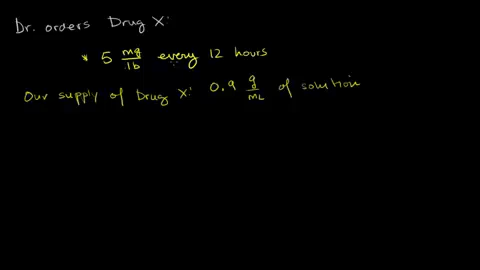 Dr. orders Drug X:
* 5 mg/lb every 12 hours
Our supply of Drug X: 0.9 g/mL of solution